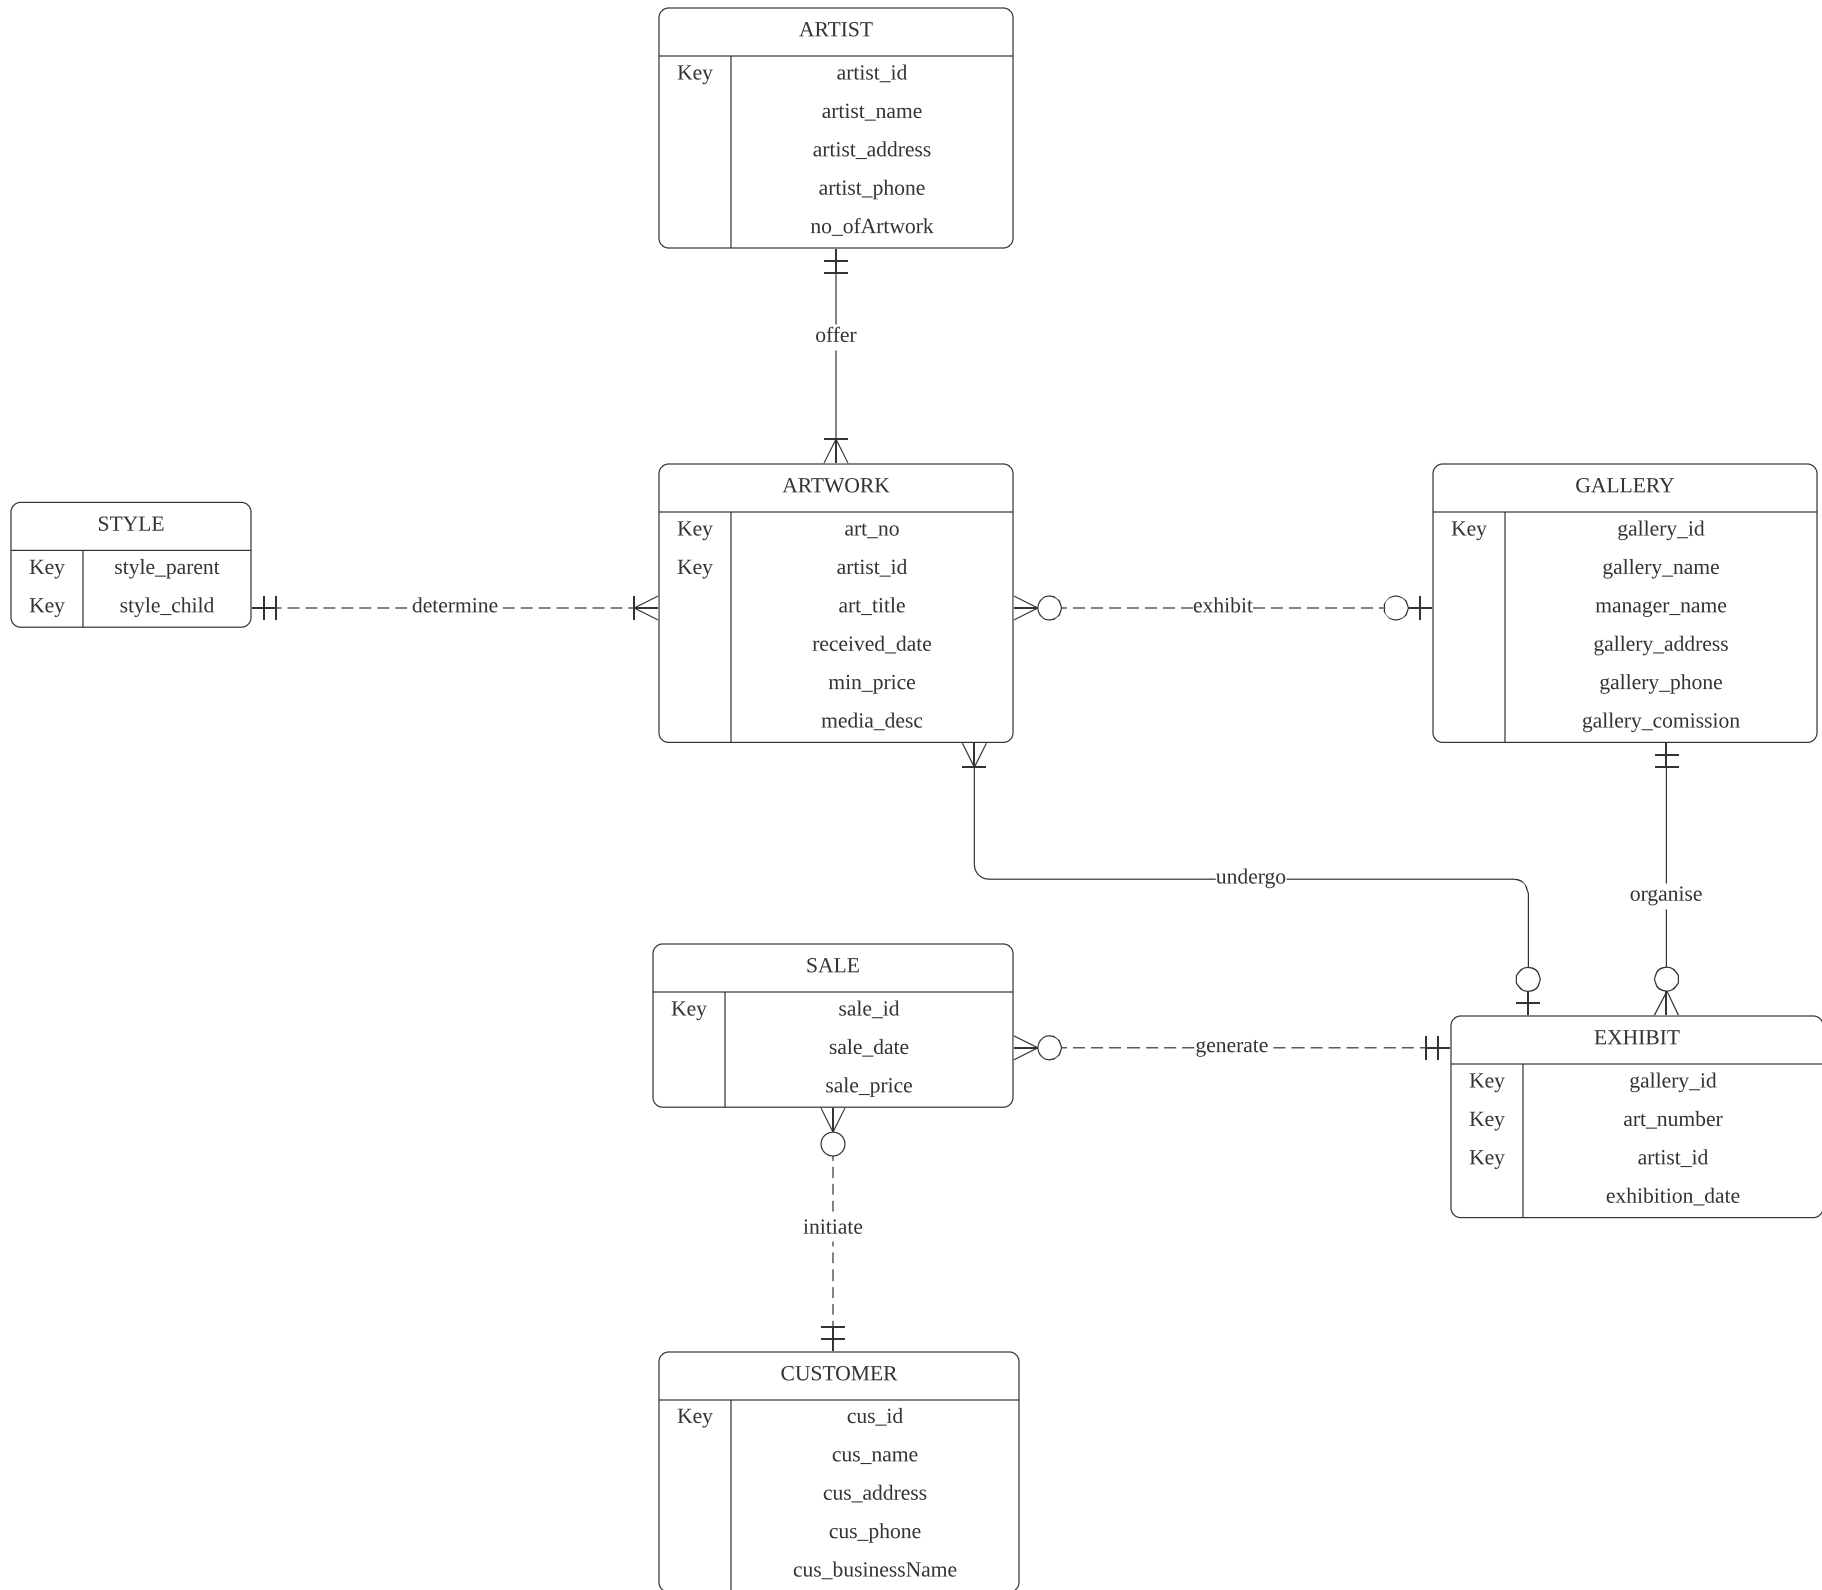 ARTIST
Key artist_id
artist_name
artist_address
artist_phone
no_ofArtwork
offer
ARTWORK
Key art_no
Key artist_id
art_title
received_date
min_price
media_desc
STYLE
Key style_parent
Key style_child
determine
exhibit
GALLERY
Key gallery_id
gallery_name
manager_name
gallery_address
gallery_phone
gallery_comission
undergo
organise
SALE
Key sale_id
sale_date
sale_price
generate
EXHIBIT
Key gallery_id
Key art_number
Key artist_id
exhibition_date
initiate
CUSTOMER
Key cus_id
cus_name
cus_address
cus_phone
cus_businessName